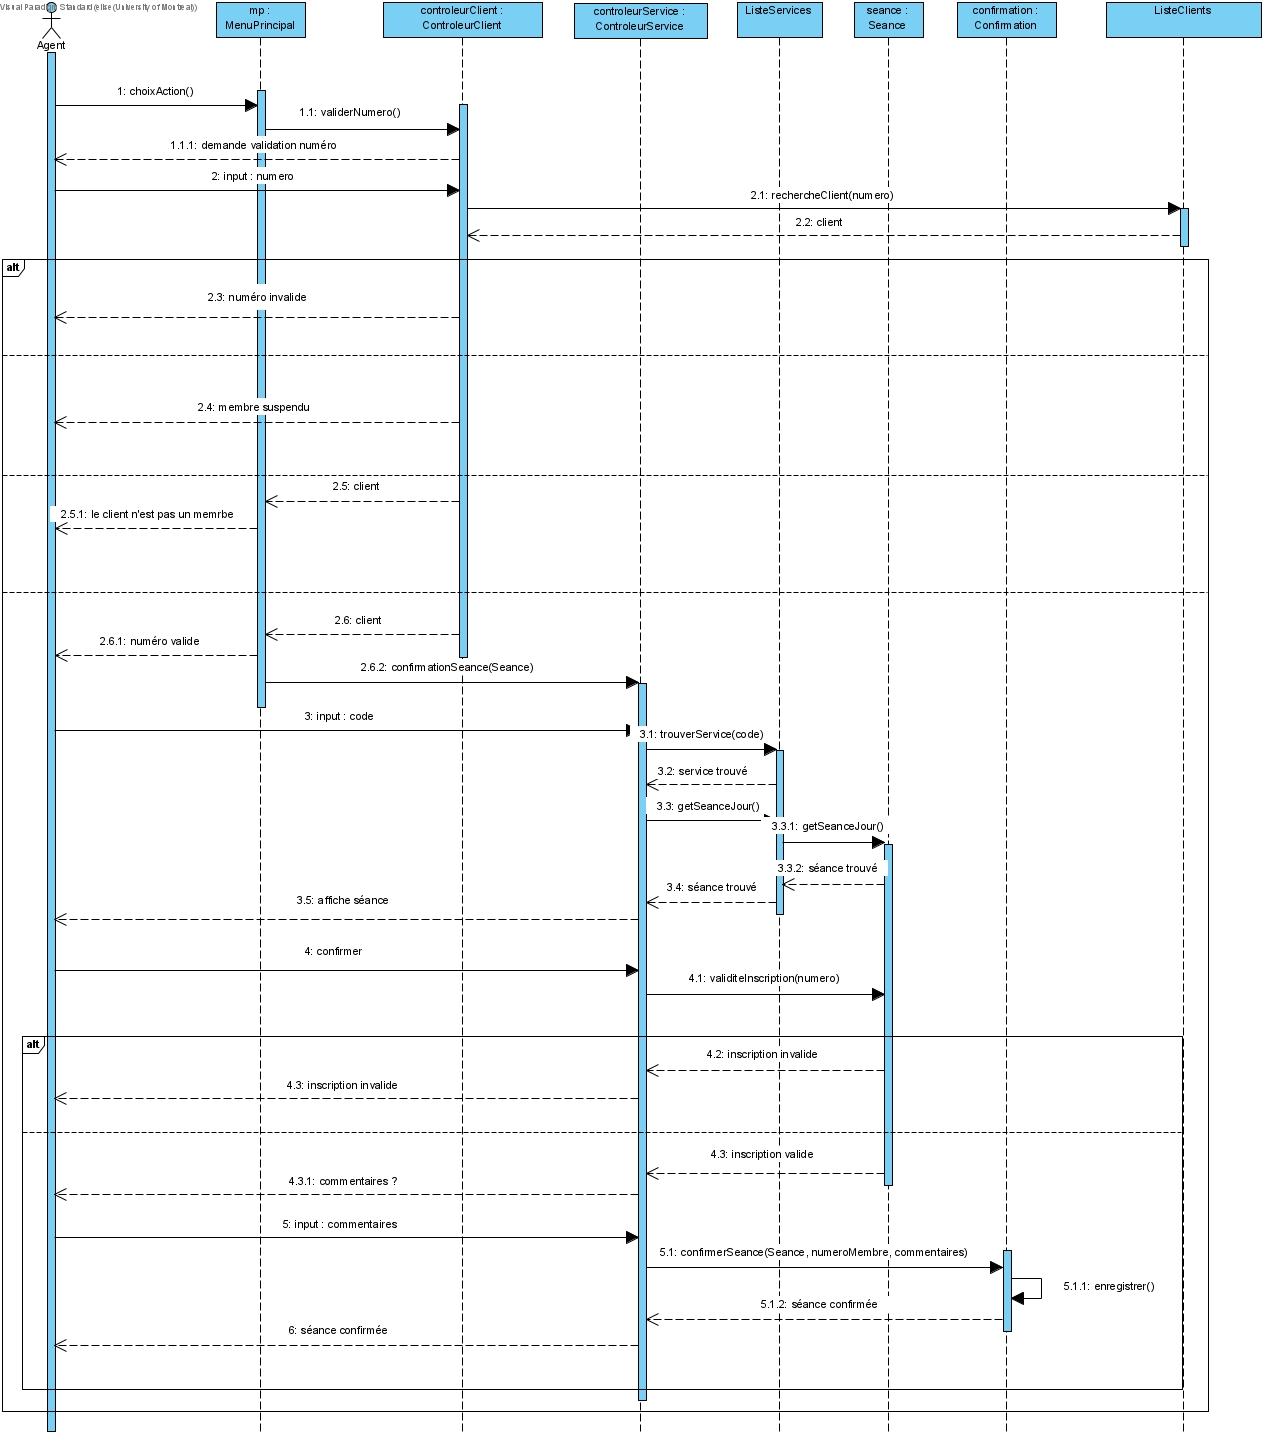 Visual Paradigm Standard (elise (University of Montreal))
Agent
mp :
MenuPrincipal
controleurClient :
ControleurClient
controleurService :
ControleurService
ListeServices
seance :
Seance
confirmation :
Confirmation
ListeClients
1: choixAction()
1.1: validerNumero()
1.1.1: demande validation numéro
2: input : numero
2.1: rechercheClient(numero)
2.2: client
alt
2.3: numéro invalide
2.4: membre suspendu
2.5: client
2.5.1: le client n'est pas un memrbe
2.6: client
2.6.1: numéro valide
2.6.2: confirmationSeance(Seance)
3: input : code
3.1: trouverService(code)
3.2: service trouvé
3.3: getSeanceJour()
3.3.1: getSeanceJour()
3.3.2: séance trouvé
3.4: séance trouvé
3.5: affiche séance
4: confirmer
4.1: validiteInscription(numero)
alt
4.2: inscription invalide
4.3: inscription invalide
4.3: inscription valide
4.3.1: commentaires ?
5: input : commentaires
5.1: confirmerSeance(Seance, numeroMembre, commentaires)
5.1.1: enregistrer()
5.1.2: séance confirmée
6: séance confirmée